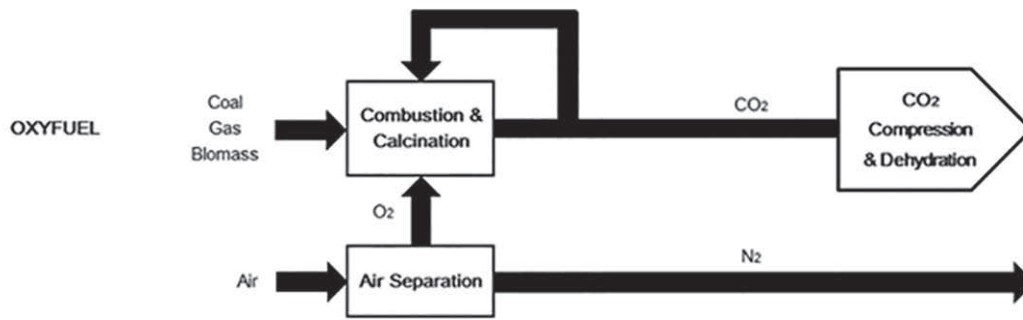 OXYFUEL
Coal
Gas
Biomass
Combustion &
Calcination
CO2
CO2
Compression
& Dehydration
O2
Air
Air Separation
N2